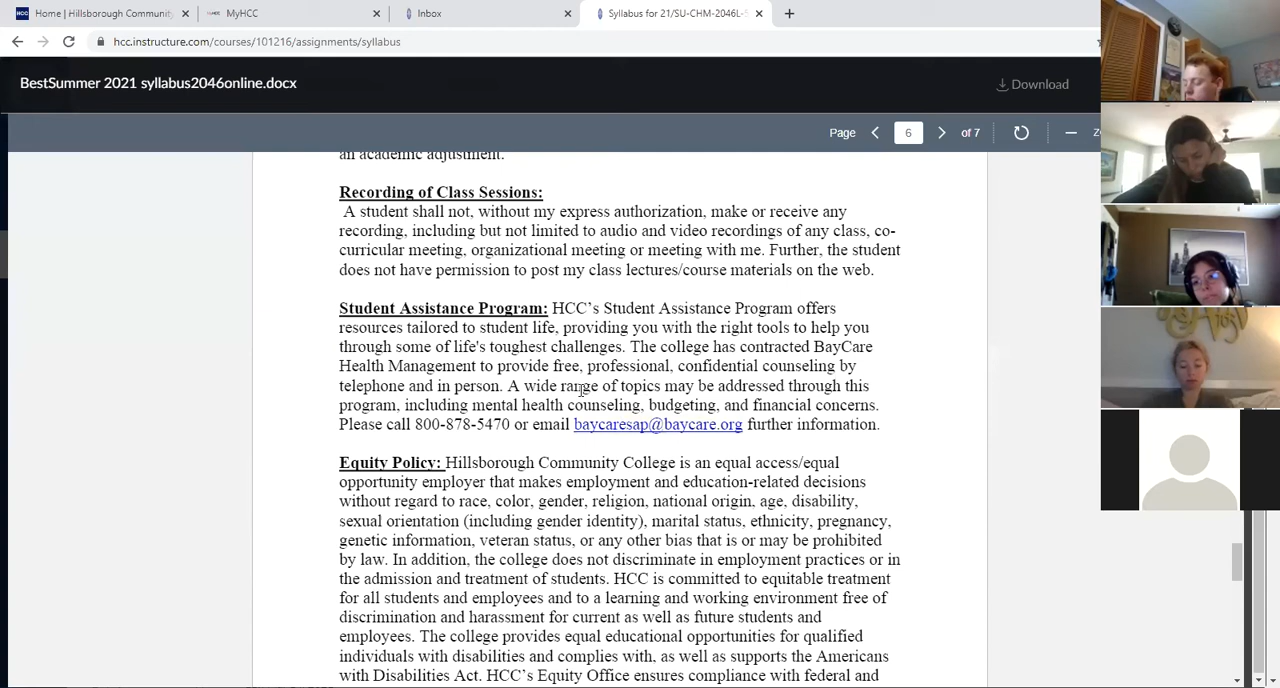 Home | Hillsborough Community
MyHCC
Inbox
Syllabus for 21/SU-CHM-2046L-
hcc.instructure.com/courses/101216/assignments/syllabus
BestSummer 2021 syllabus2046online.docx
Download
Page 6 of 7
an academic adjustment.
Recording of Class Sessions:
A student shall not, without my express authorization, make or receive any
recording, including but not limited to audio and video recordings of any class, co-
curricular meeting, organizational meeting or meeting with me. Further, the student
does not have permission to post my class lectures/course materials on the web.
Student Assistance Program: HCC’s Student Assistance Program offers
resources tailored to student life, providing you with the right tools to help you
through some of life's toughest challenges. The college has contracted BayCare
Health Management to provide free, professional, confidential counseling by
telephone and in person. A wide range of topics may be addressed through this
program, including mental health counseling, budgeting, and financial concerns.
Please call 800-878-5470 or email baycaresap@baycare.org further information.
Equity Policy: Hillsborough Community College is an equal access/equal
opportunity employer that makes employment and education-related decisions
without regard to race, color, gender, religion, national origin, age, disability,
sexual orientation (including gender identity), marital status, ethnicity, pregnancy,
genetic information, veteran status, or any other bias that is or may be prohibited
by law. In addition, the college does not discriminate in employment practices or in
the admission and treatment of students. HCC is committed to equitable treatment
for all students and employees and to a learning and working environment free of
discrimination and harassment for current as well as future students and
employees. The college provides equal educational opportunities for qualified
individuals with disabilities and complies with, as well as supports the Americans
with Disabilities Act. HCC’s Equity Office ensures compliance with federal and